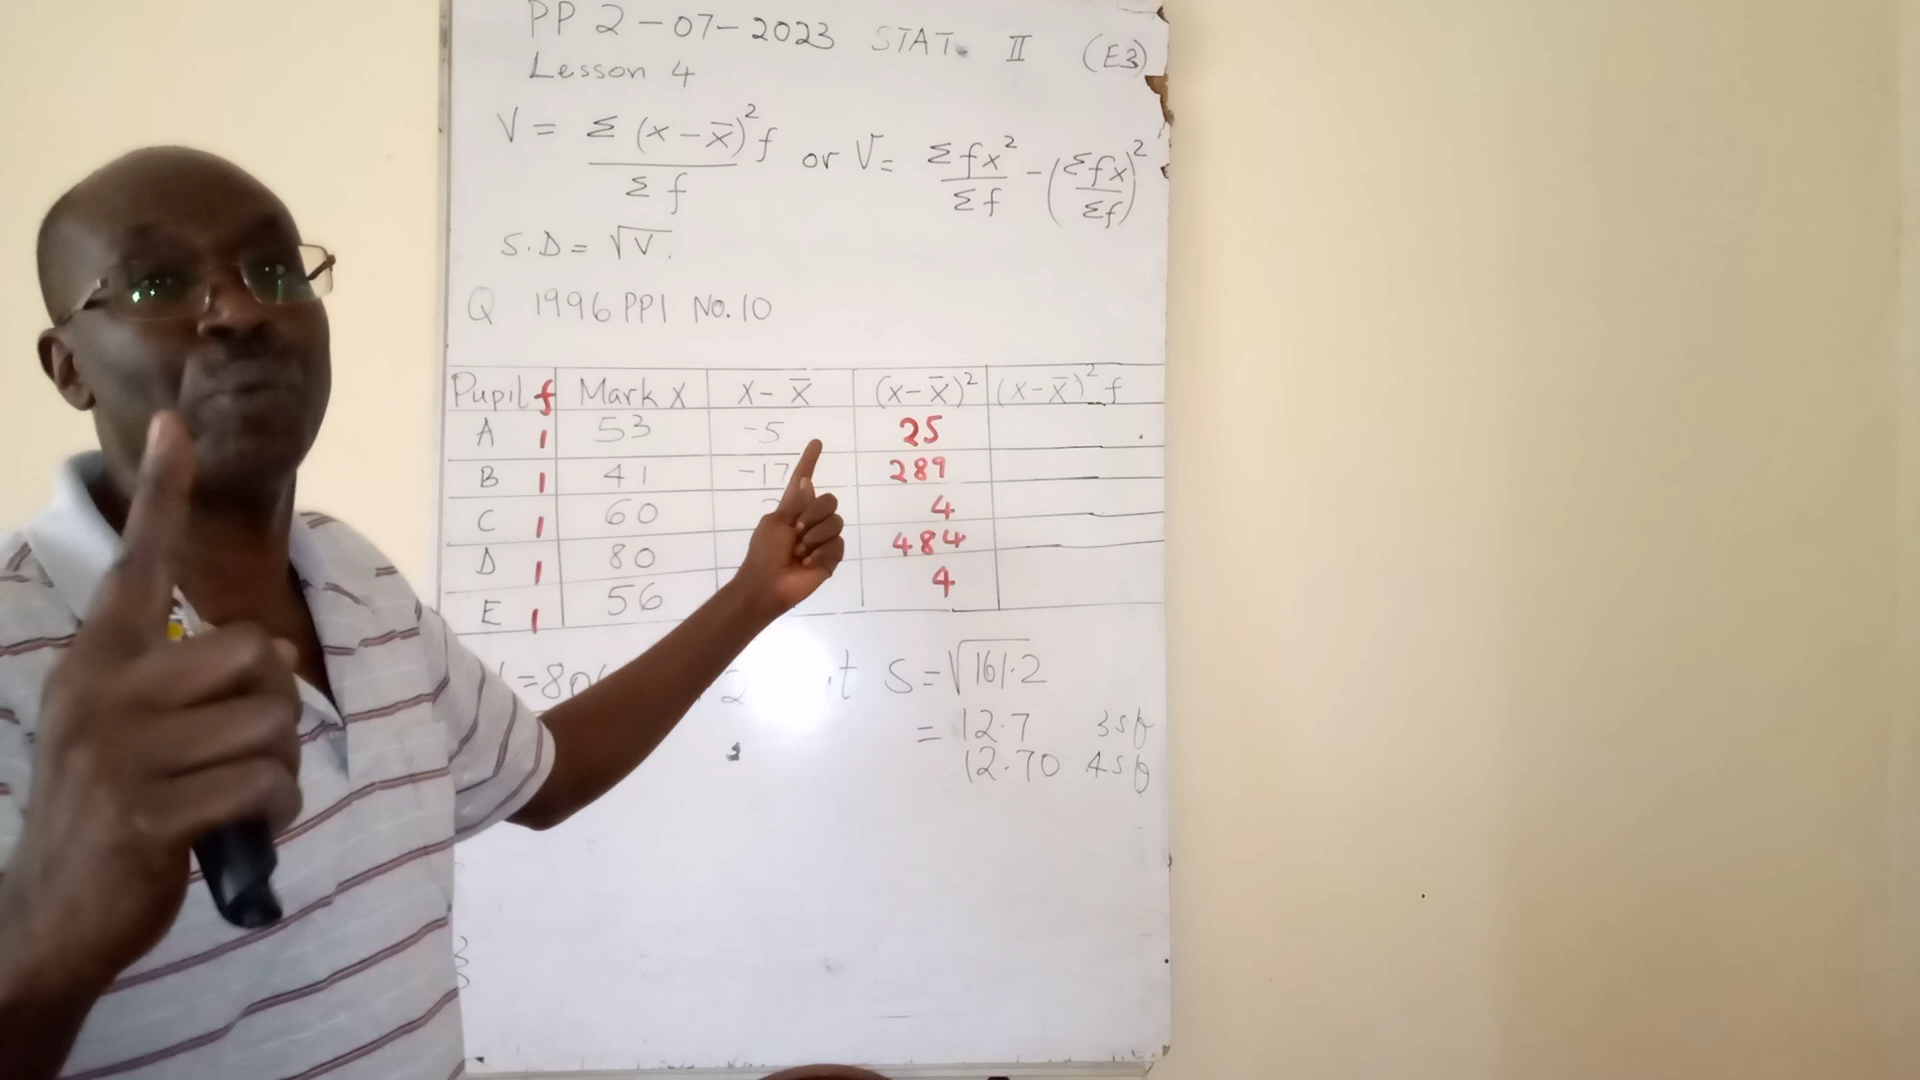 PP 2-07-2023 STAT. II (E3)
Lesson 4
V = Σ(x-x̄)²f / Σf or V= Σfx²/Σf - (Σfx/Σf)²
S.D = √V.
Q 1996 PP1 No.10
Pupil f Mark X X-X̄ (x-x̄)² (x-x̄)²f
A 1 53 -5 25
B 1 41 -17 289
C 1 60 4
D 1 80 484
E 1 56 4
=80 2 t S=√161.2
= 12.7 3sf
12.70 4sf